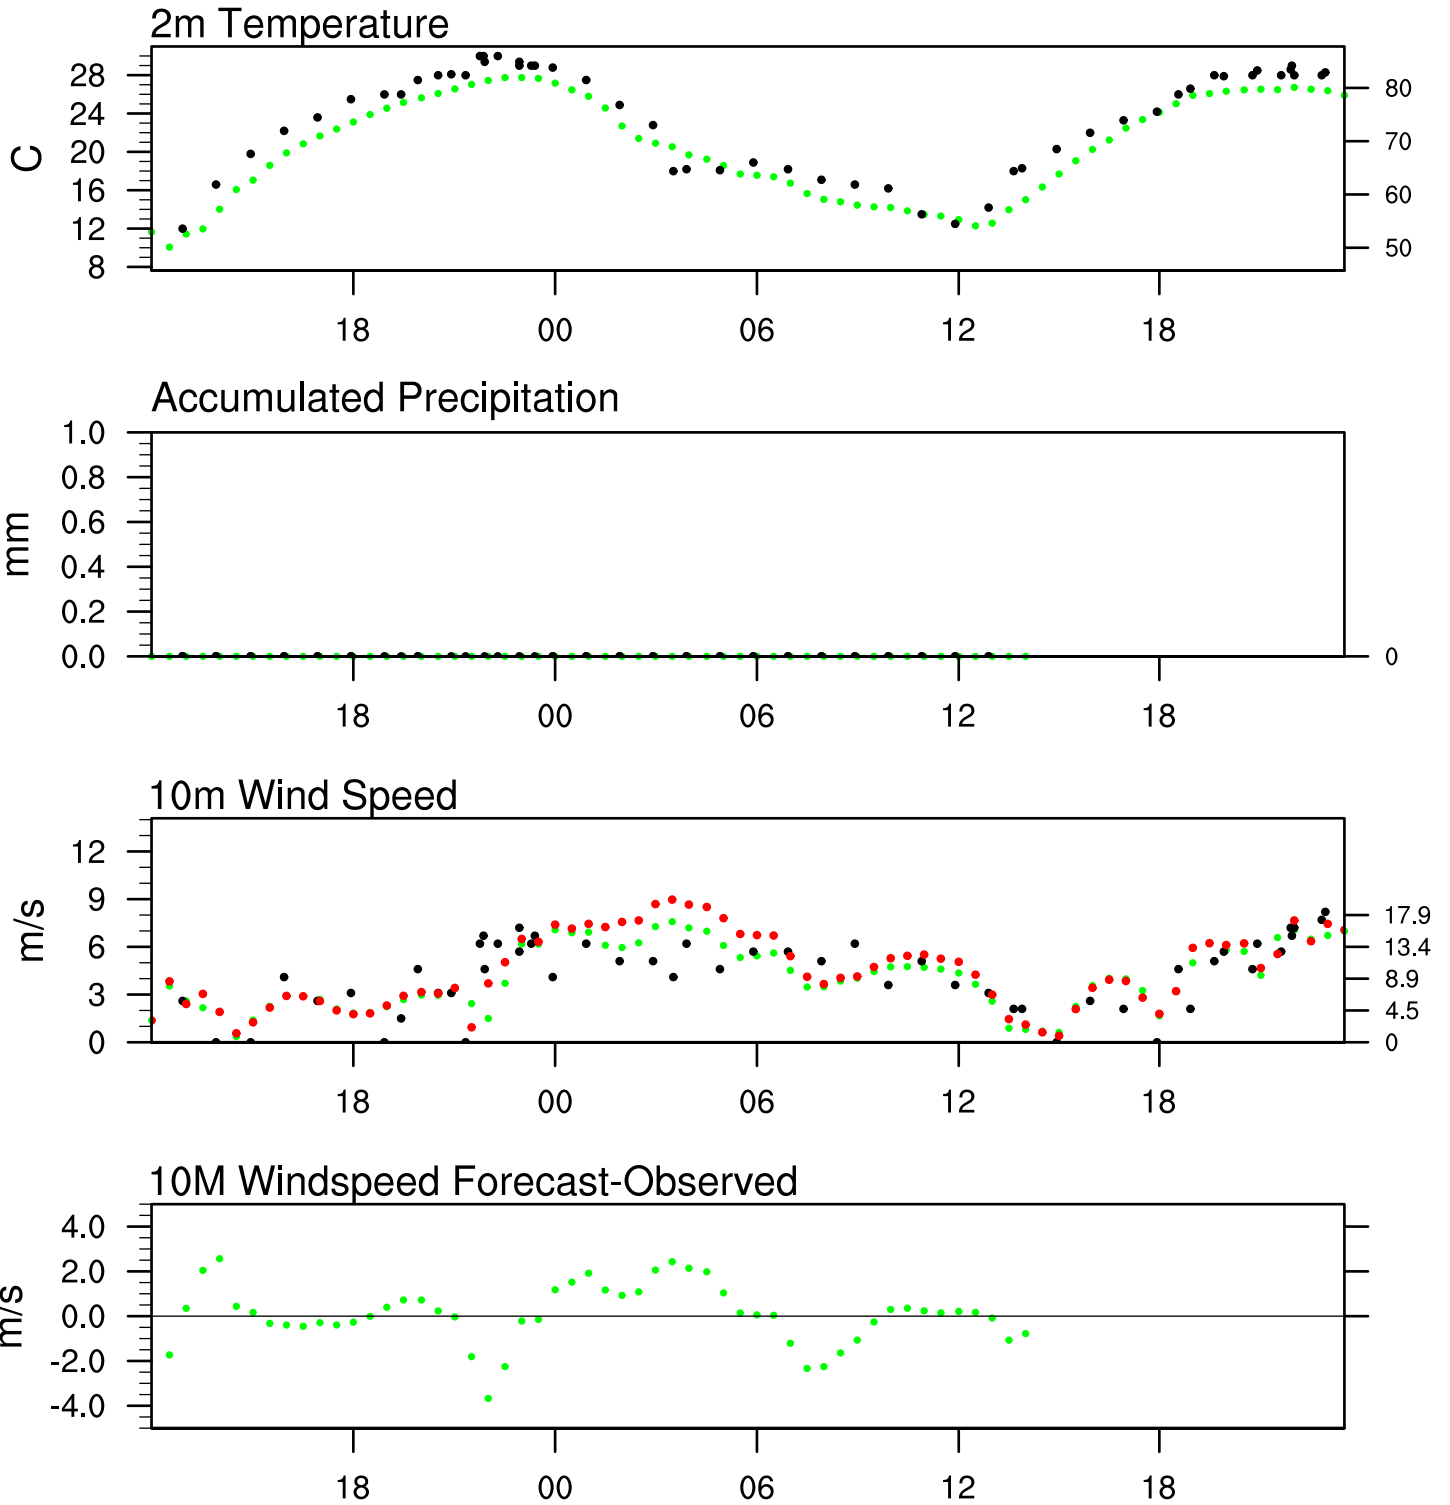 2m Temperature
C
28
24
20
16
12
8
80
70
60
50
18 00 06 12 18
Accumulated Precipitation
mm
1.0
0.8
0.6
0.4
0.2
0.0
0
18 00 06 12 18
10m Wind Speed
m/s
12
9
6
3
0
17.9
13.4
8.9
4.5
0
18 00 06 12 18
10M Windspeed Forecast-Observed
m/s
4.0
2.0
0.0
-2.0
-4.0
18 00 06 12 18